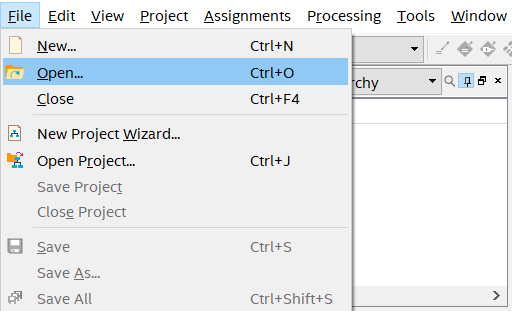 File Edit View Project Assignments Processing Tools Window
New... Ctrl+N
Open... Ctrl+O
rchy
Close Ctrl+F4
New Project Wizard...
Open Project... Ctrl+J
Save Project
Close Project
Save Ctrl+S
Save As...
Save All Ctrl+Shift+S